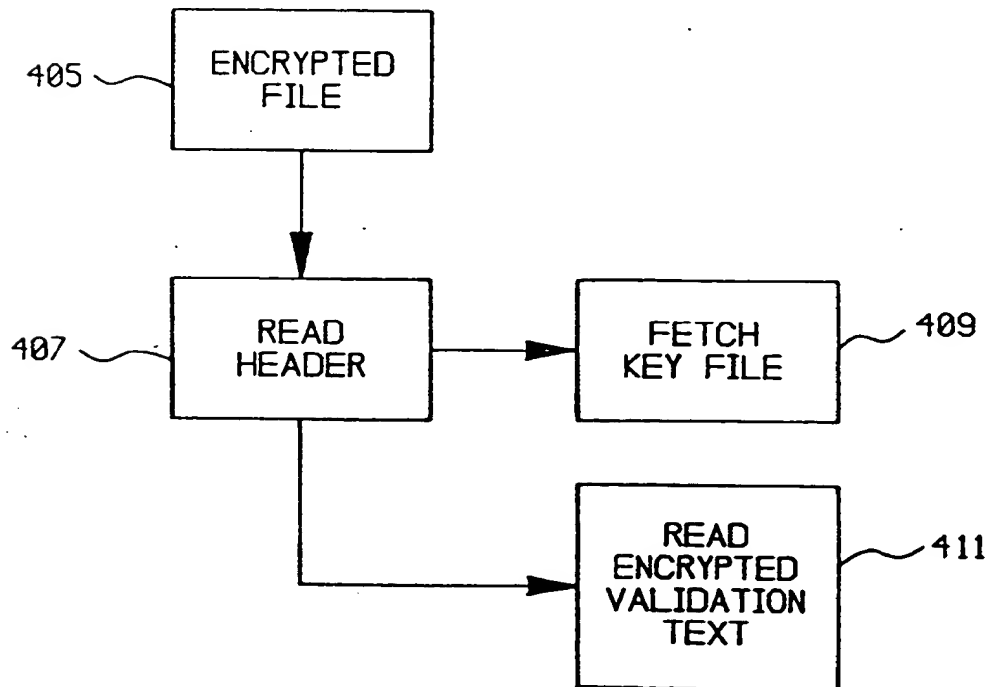 405
ENCRYPTED
FILE
407
READ
HEADER
FETCH
KEY FILE
409
READ
ENCRYPTED
VALIDATION
TEXT
411